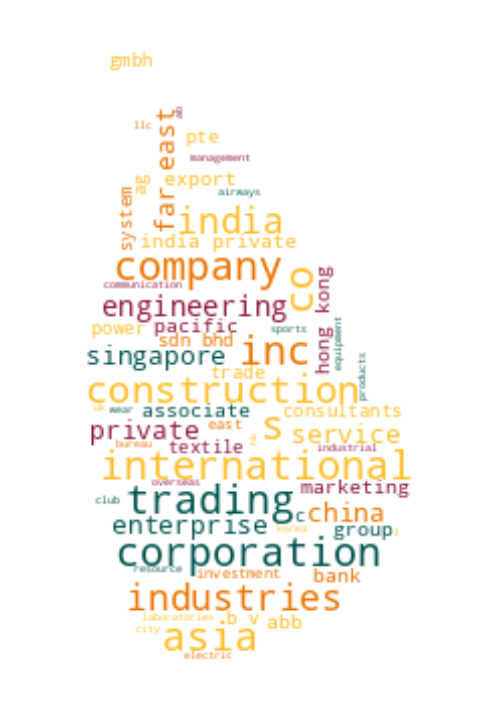 gmbh
llc
ab
far east
pte
management
ag
export
airways
system
india
india private
company
co
communication
engineering
hong kong
power
pacific
sports
equipment
sdn bhd
inc
singapore
trade
products
construction
uk
wear
associate
s
consultants
east
private
service
bureau
textile
industrial
international
overseas
marketing
club
trading
c
china
enterprise
korea
group
l
corporation
resource
investment
bank
industries
laboratories
b v
abb
city
asia
electric